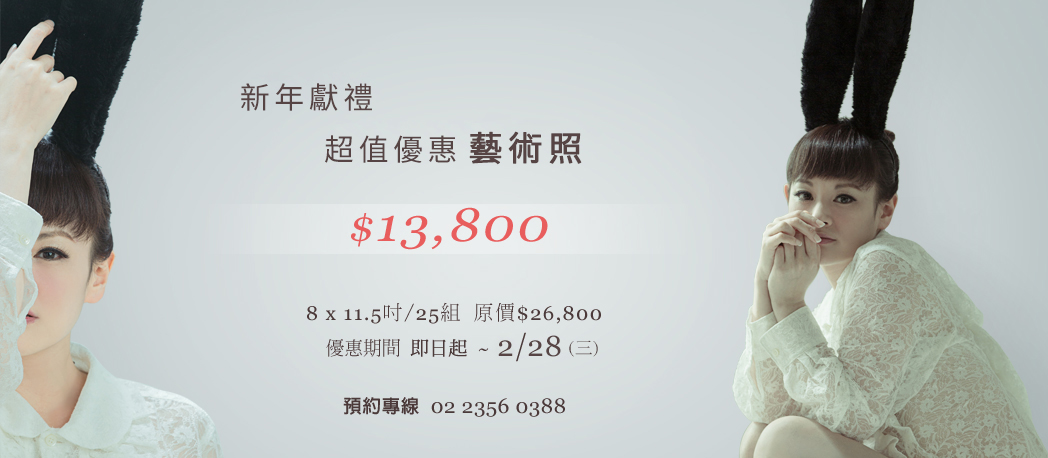 新年獻禮
超值優惠 藝術照
$13,800
8 x 11.5吋/25組 原價$26,800
優惠期間 即日起 ~ 2/28 (三)
預約專線 02 2356 0388